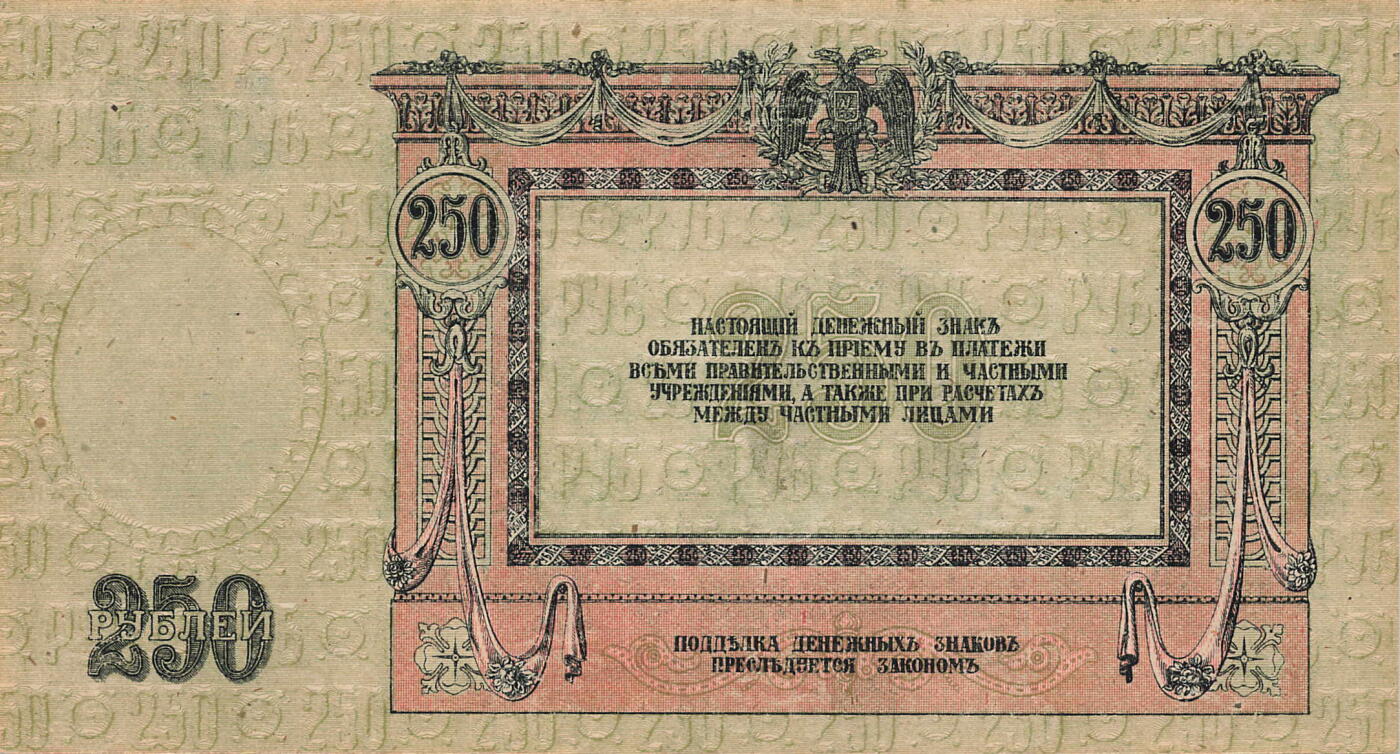 250 250
НАСТОЯЩІЙ ДЕНЕЖНЫЙ ЗНАКЪ
ОБЯЗАТЕЛЕНЪ КЪ ПРІЕМУ ВЪ ПЛАТЕЖИ
ВСѢМИ ПРАВИТЕЛЬСТВЕННЫМИ И ЧАСТНЫМИ
УЧРЕЖДЕНІЯМИ, А ТАКЖЕ ПРИ РАСЧЕТАХЪ
МЕЖДУ ЧАСТНЫМИ ЛИЦАМИ
250
250
РУБЛЕЙ
ПОДДѢЛКА ДЕНЕЖНЫХЪ ЗНАКОВЪ
ПРЕСЛѢДУЕТСЯ ЗАКОНОМЪ